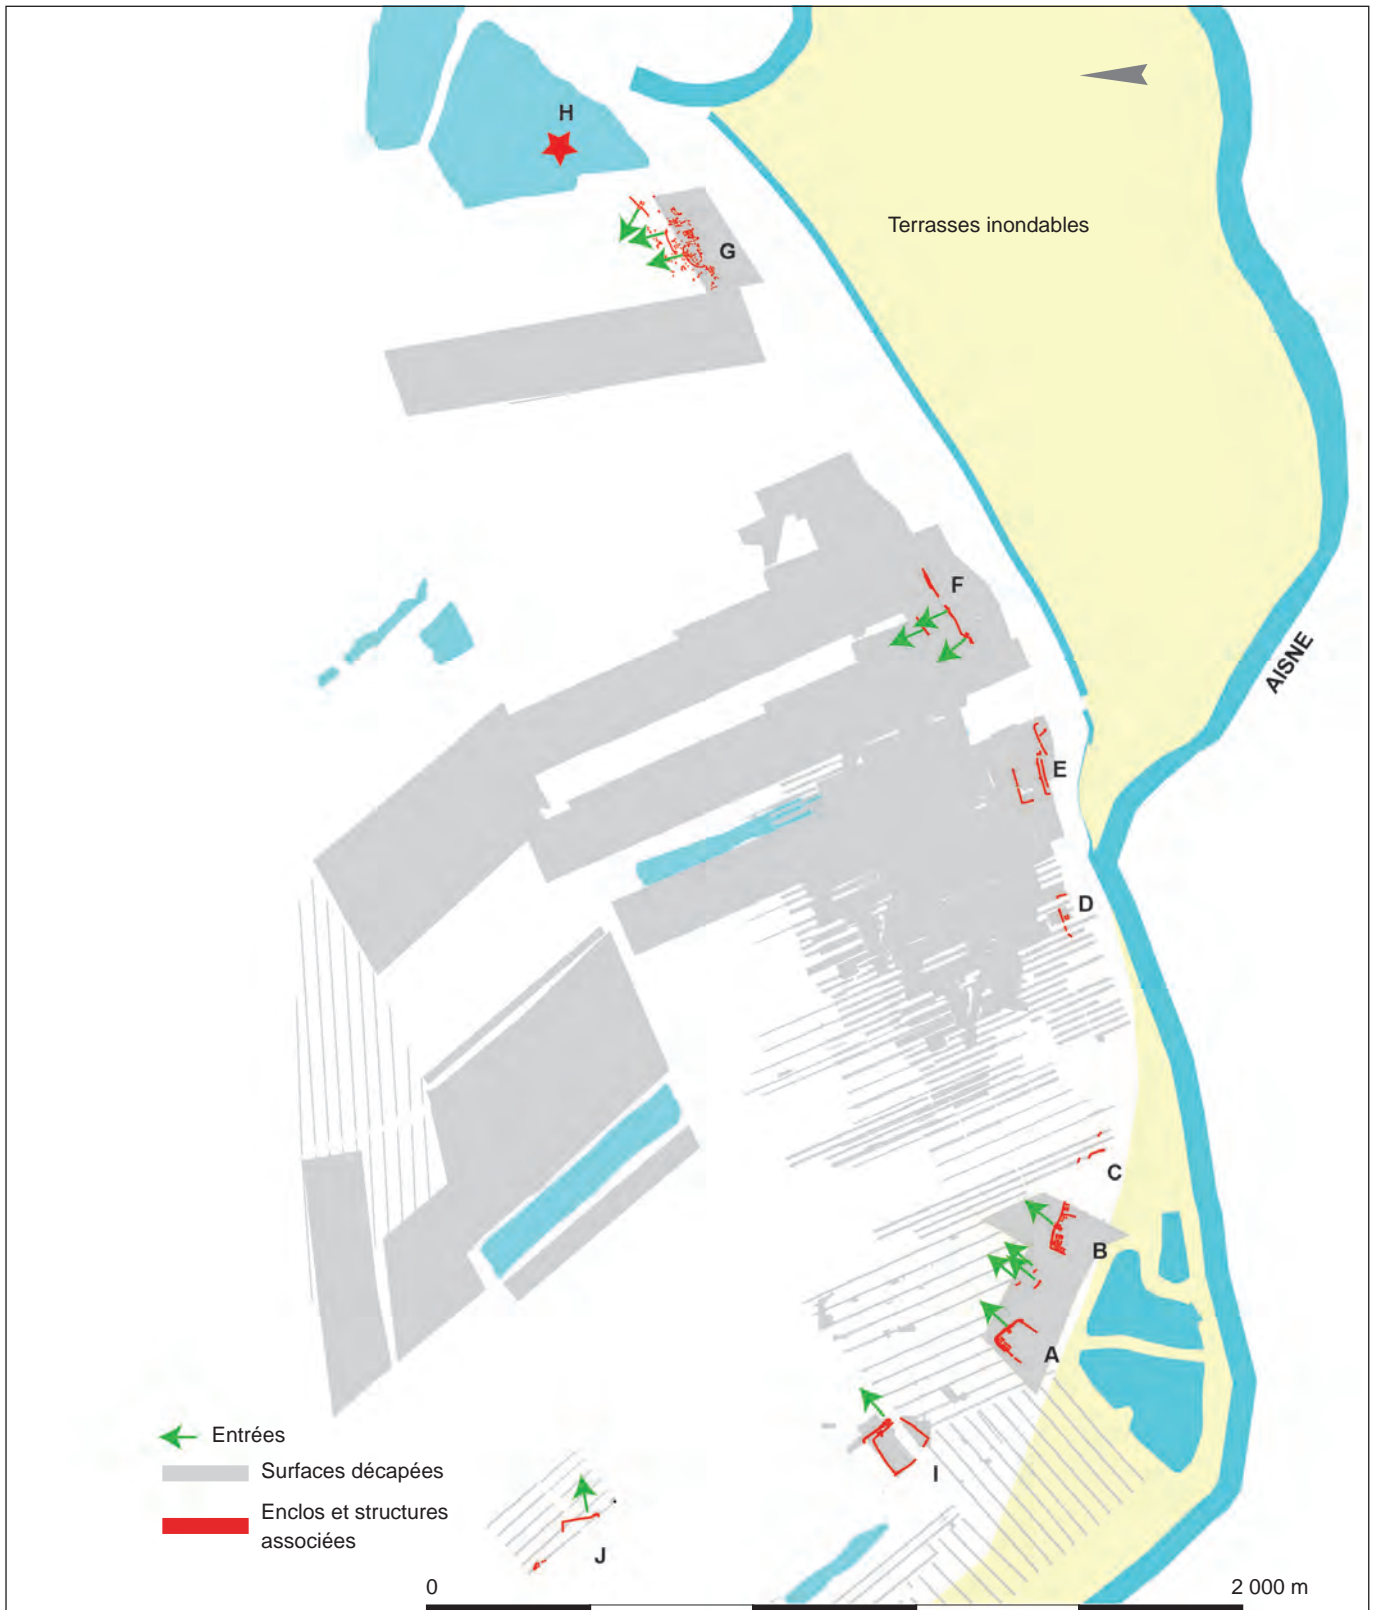 H
G
Terrasses inondables
F
AISNE
E
D
C
B
A
I
J
Entrées
Surfaces décapées
Enclos et structures
associées
0
2 000 m